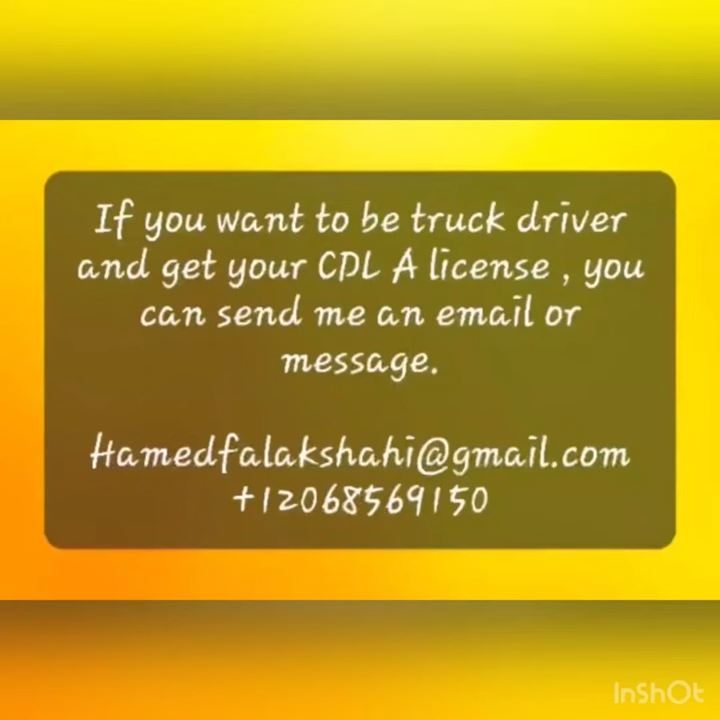 If you want to be truck driver
and get your CDL A license , you
can send me an email or
message.
Hamedfalakshahi@gmail.com
+12068569150
InShOt